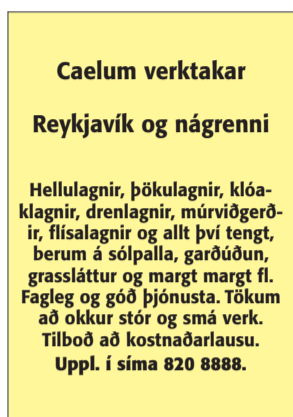 Caelum verktakar
Reykjavík og nágrenni
Hellulagnir, þökulagnir, klóa-
klagnir, drenlagnir, múrviðgerð-
ir, flísalagnir og allt því tengt,
berum á sólpalla, garðúðun,
grassláttur og margt margt fl.
Fagleg og góð þjónusta. Tökum
að okkur stór og smá verk.
Tilboð að kostnaðarlausu.
Uppl. í síma 820 8888.